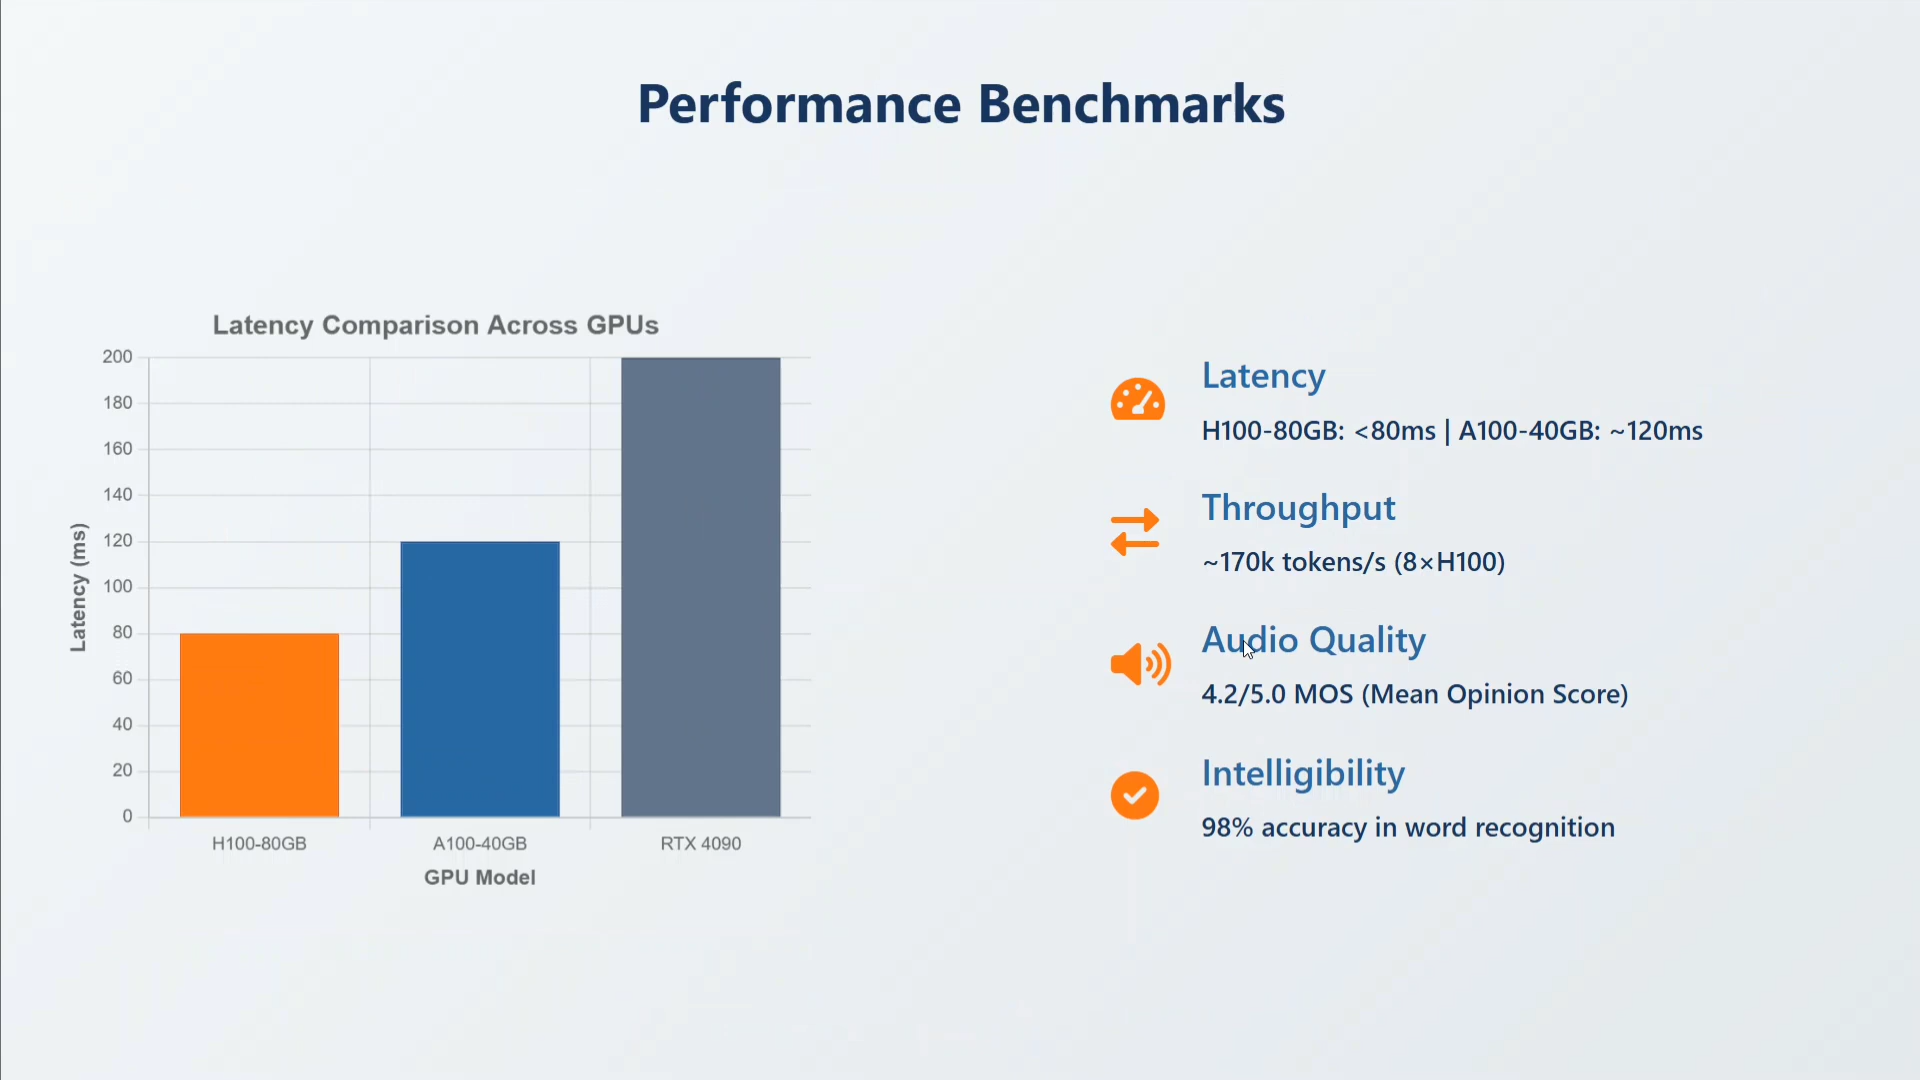 Performance Benchmarks
Latency Comparison Across GPUs
200
180
160
140
120
100
80
60
40
20
0
Latency (ms)
H100-80GB
A100-40GB
RTX 4090
GPU Model
Latency
H100-80GB: <80ms | A100-40GB: ~120ms
Throughput
~170k tokens/s (8×H100)
Audio Quality
4.2/5.0 MOS (Mean Opinion Score)
Intelligibility
98% accuracy in word recognition